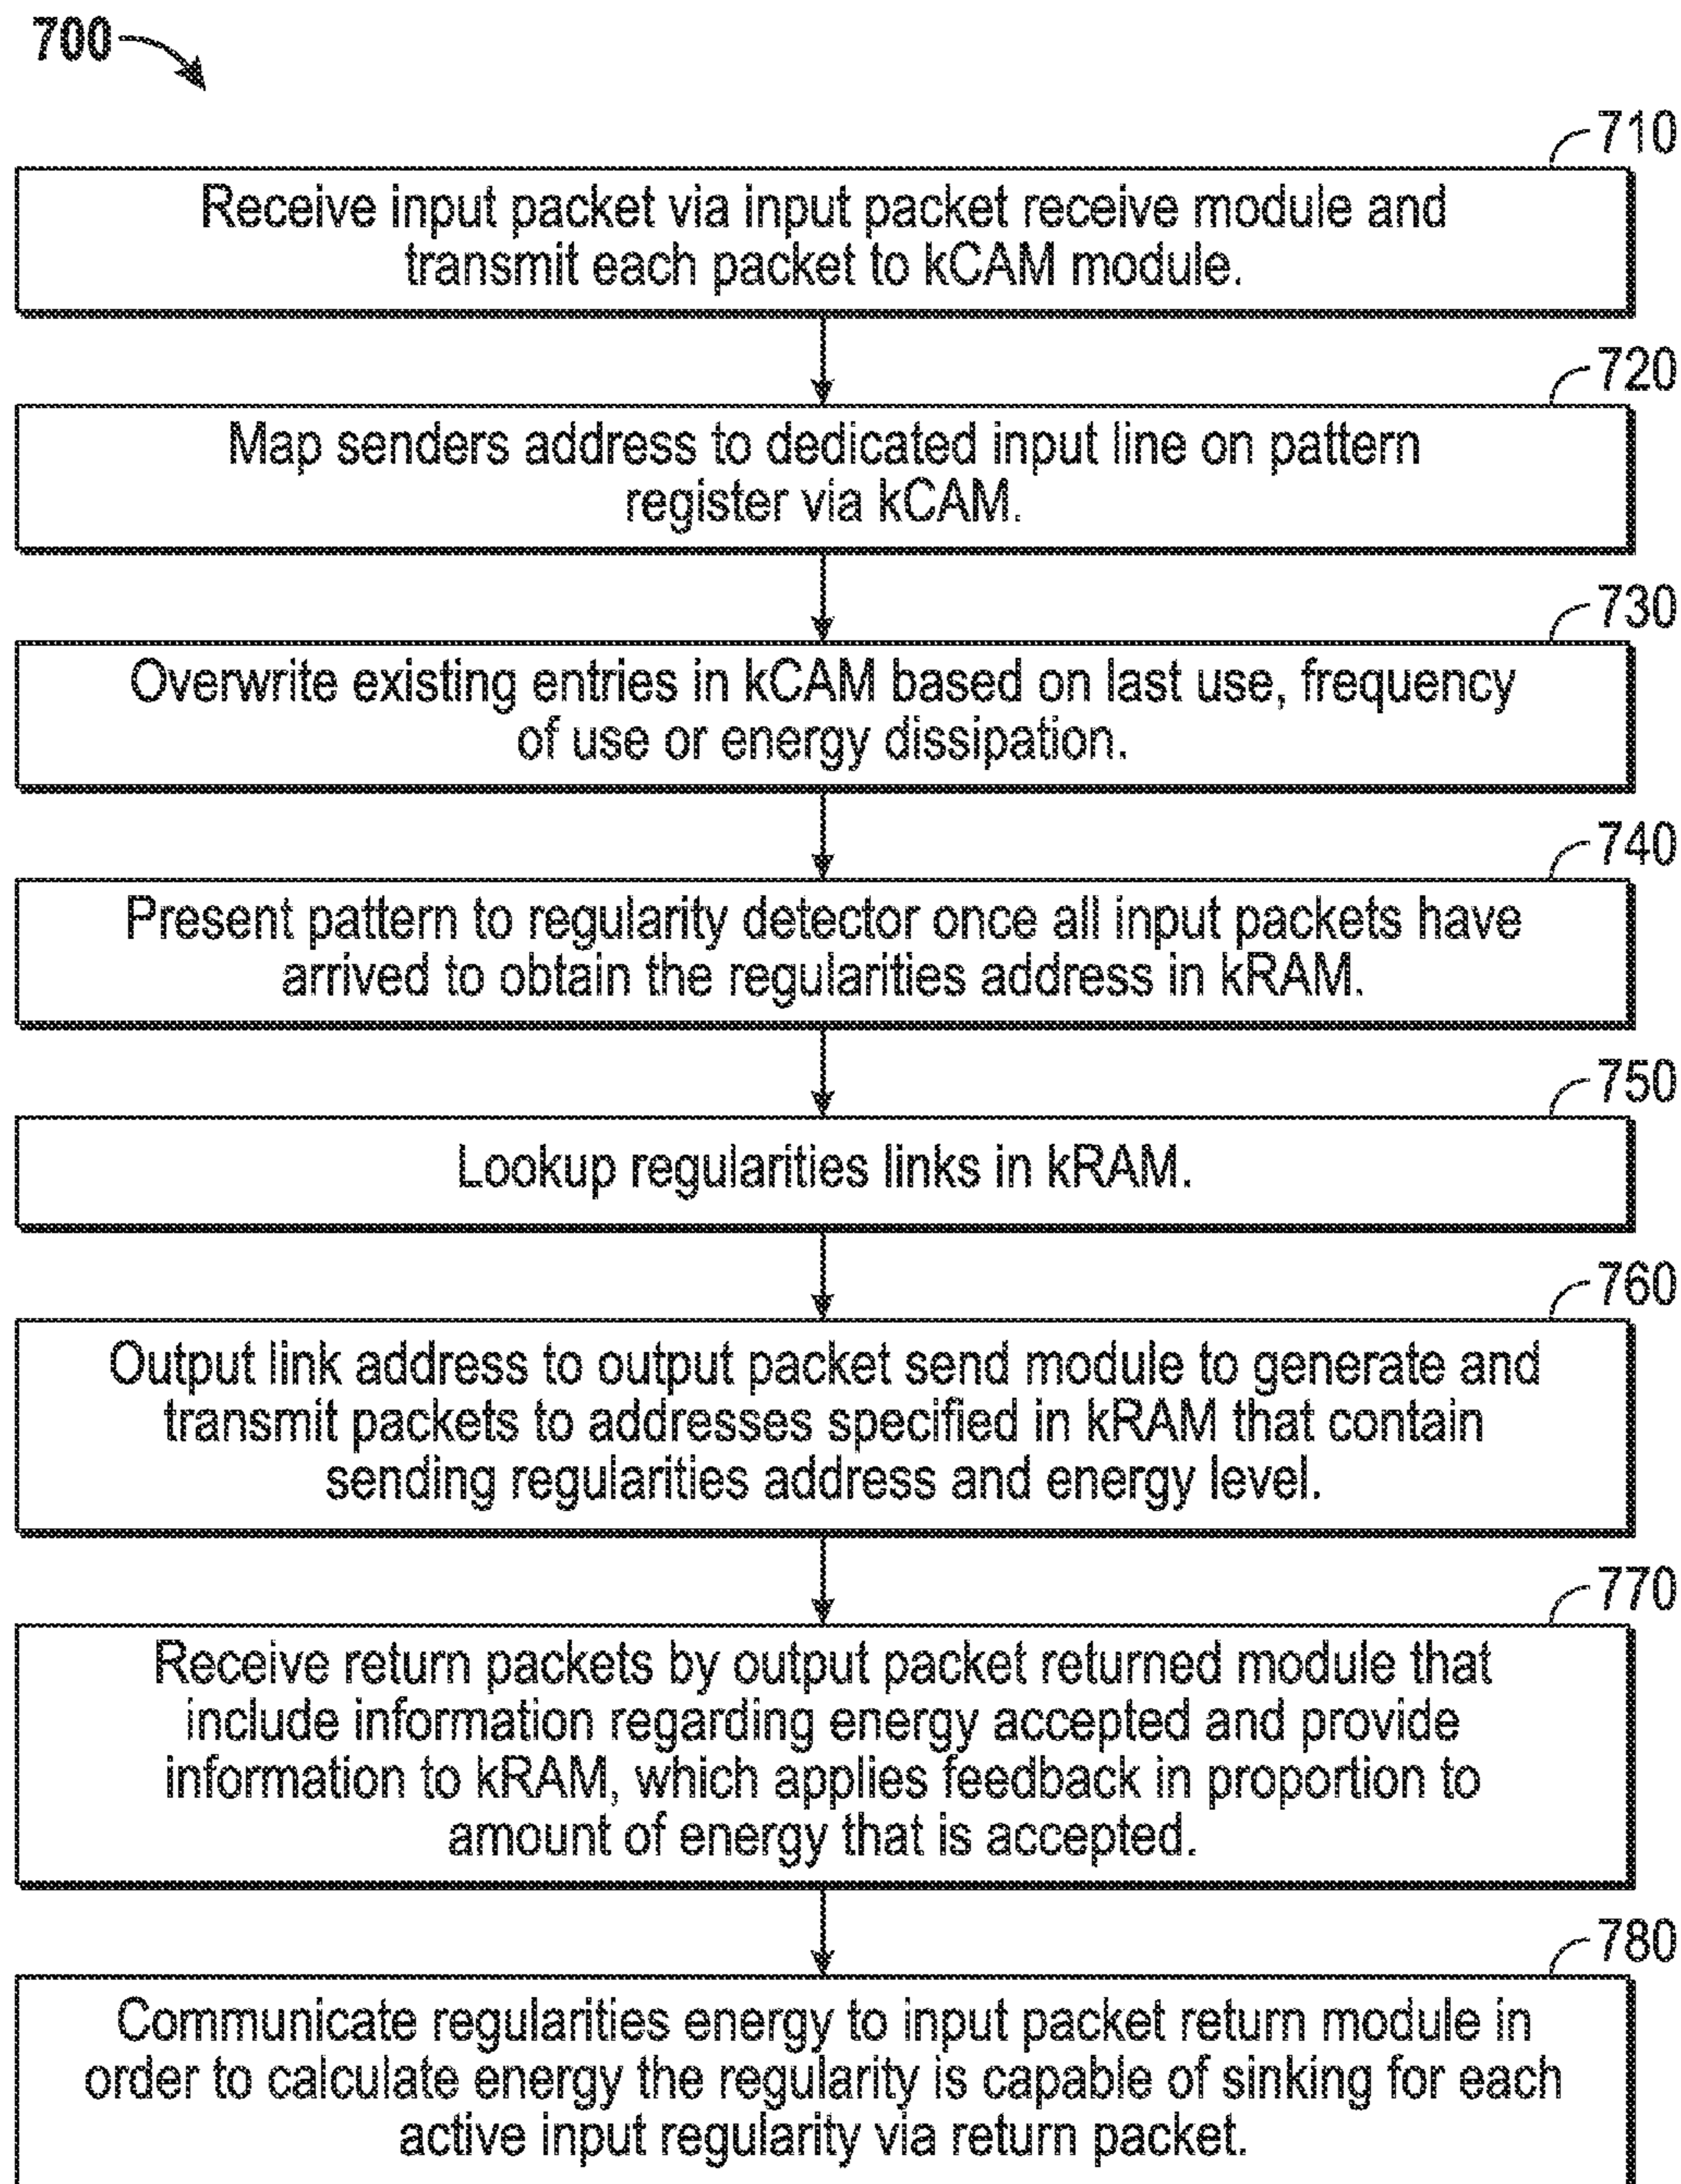 700
710
Receive input packet via input packet receive module and
transmit each packet to kCAM module.
720
Map senders address to dedicated input line on pattern
register via kCAM.
730
Overwrite existing entries in kCAM based on last use, frequency
of use or energy dissipation.
740
Present pattern to regularity detector once all input packets have
arrived to obtain the regularities address in kRAM.
750
Lookup regularities links in kRAM.
760
Output link address to output packet send module to generate and
transmit packets to addresses specified in kRAM that contain
sending regularities address and energy level.
770
Receive return packets by output packet returned module that
include information regarding energy accepted and provide
information to kRAM, which applies feedback in proportion to
amount of energy that is accepted.
780
Communicate regularities energy to input packet return module in
order to calculate energy the regularity is capable of sinking for each
active input regularity via return packet.